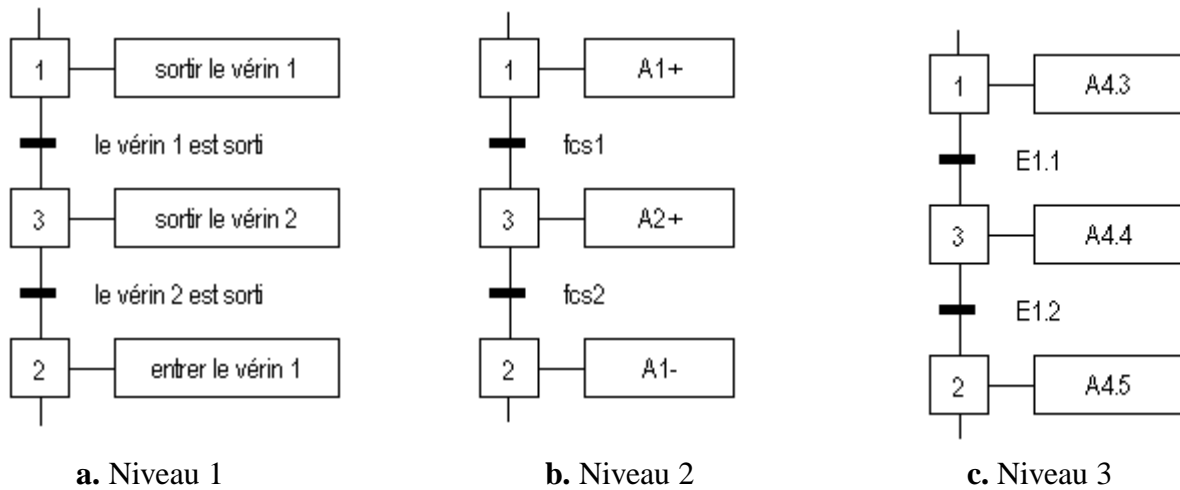 1
sortir le vérin 1
le vérin 1 est sorti
3
sortir le vérin 2
le vérin 2 est sorti
2
entrer le vérin 1
a. Niveau 1
1
A1+
fcs1
3
A2+
fcs2
2
A1-
b. Niveau 2
1
A4.3
E1.1
3
A4.4
E1.2
2
A4.5
c. Niveau 3